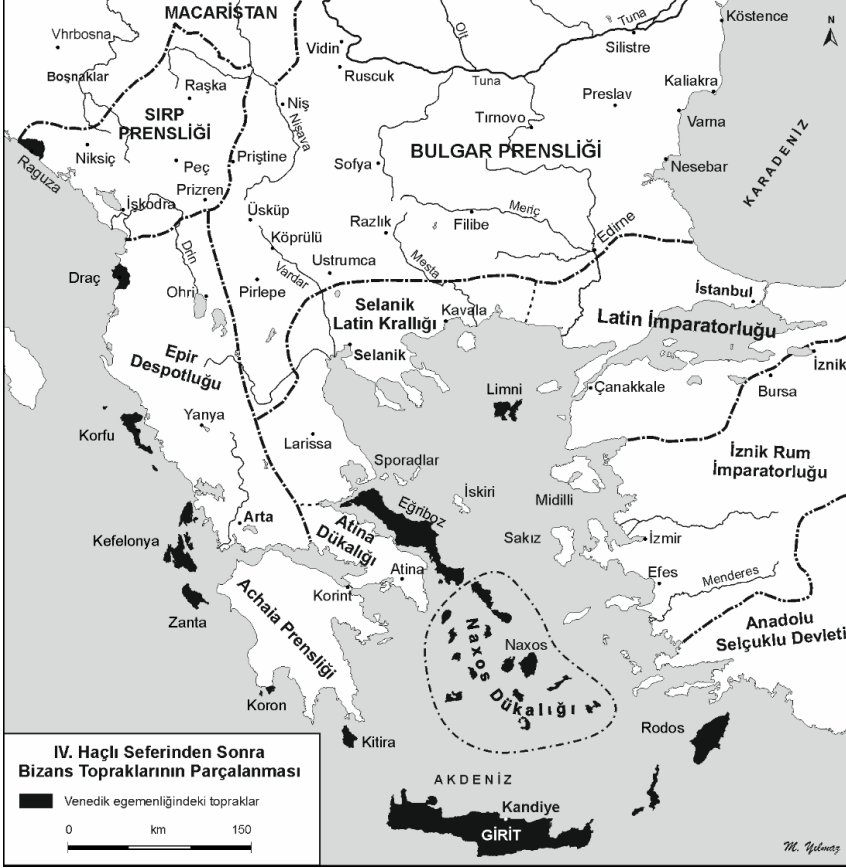 MACARİSTAN
Köstence
N
Vhrbosna
Boşnaklar
Vidin
Ruscuk
Olt
Tuna
Silistre
Tuna
Kaliakra
Raşka
Niş
Nişava
Preslav
SIRP
PRENSLİĞİ
Tırnovo
Varna
BULGAR PRENSLİĞİ
KARADENİZ
Raguza
Niksiç
Peç
Priştine
Sofya
Nesebar
Prizren
İşkodra
Üsküp
Razlık
Meriç
Filibe
Edirne
Köprülü
Drin
Vardar
Ustrumca
Mesta
Draç
Ohri
Pirlepe
İstanbul
Selanik
Latin Krallığı
Kavala
Latin İmparatorluğu
Selanik
Epir
Despotluğu
İznik
Limni
Çanakkale
Bursa
Yanya
Korfu
Larissa
İznik Rum
İmparatorluğu
Sporadlar
İskiri
Midilli
Eğriboz
Arta
Atina
Dükalığı
Kefelonya
Sakız
İzmir
Atina
Efes
Menderes
Korint
Achaia Prensliği
Zanta
Anadolu
Selçuklu Devleti
Naxos
Naxos Dükalığı
Koron
Kitira
Rodos
IV. Haçlı Seferinden Sonra
Bizans Topraklarının Parçalanması
Venedik egemenliğindeki topraklar
0 km 150
AKDENİZ
Kandiye
GİRİT
M. Yılmaz